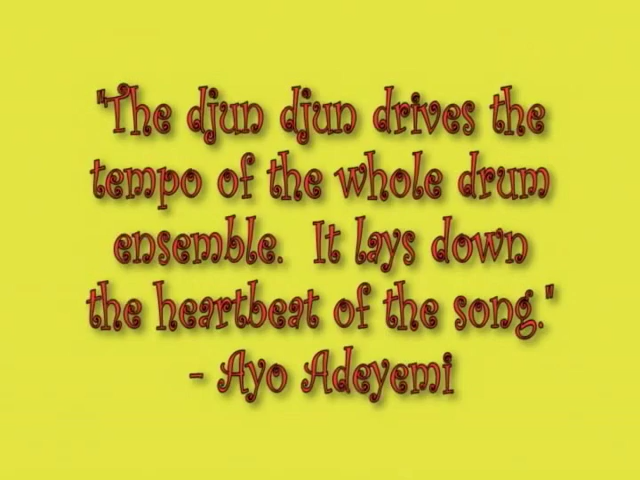 "The djun djun drives the
tempo of the whole drum
ensemble. It lays down
the heartbeat of the song."
- Ayo Adeyemi